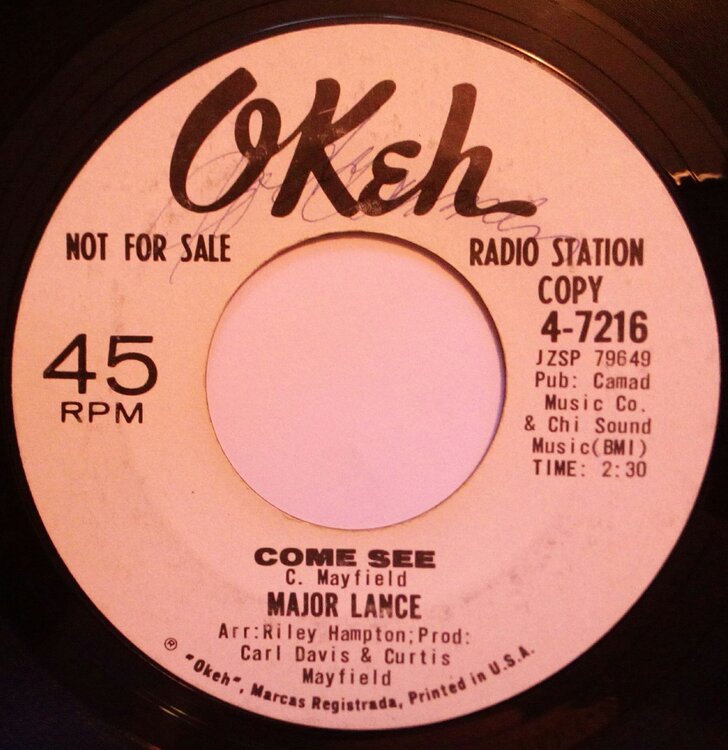 OKeh
NOT FOR SALE
RADIO STATION
COPY
4-7216
JZSP 79649
Pub: Camad
Music Co.
& Chi Sound
Music(BMI)
TIME: 2:30
45
RPM
COME SEE
C. Mayfield
MAJOR LANCE
Arr:Riley Hampton;Prod:
Carl Davis & Curtis
Mayfield
® "Okeh", Marcas Registrada, Printed in U.S.A.